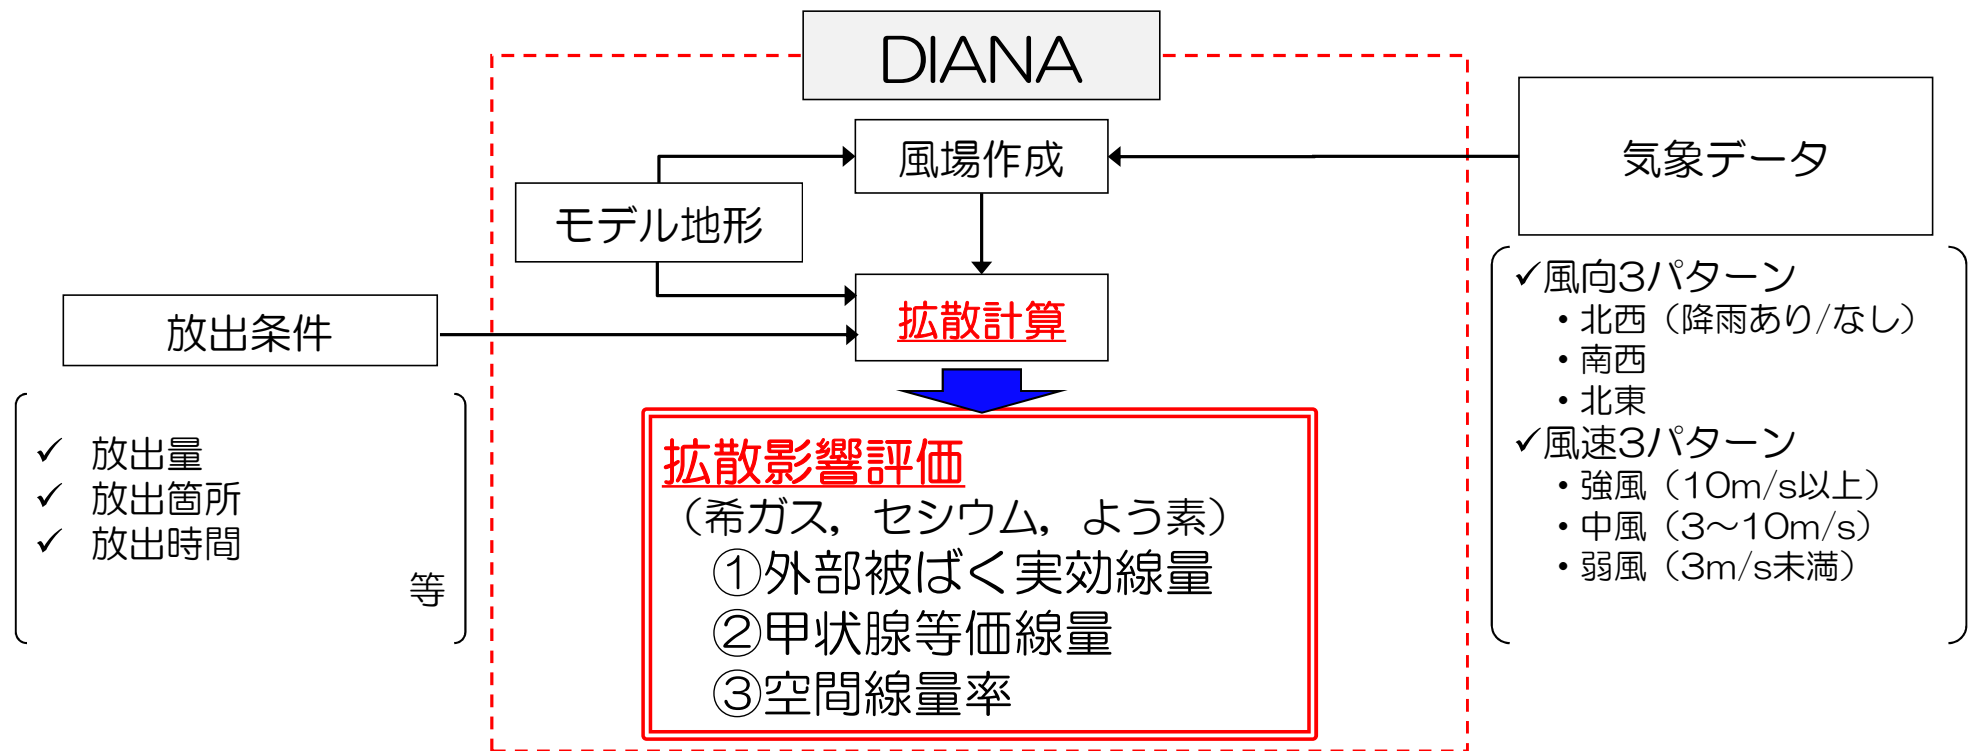 DIANA
風場作成
気象データ
モデル地形
拡散計算
放出条件
✓ 放出量
✓ 放出箇所
✓ 放出時間
等
✓風向3パターン
・北西（降雨あり/なし）
・南西
・北東
✓風速3パターン
・強風（10m/s以上）
・中風（3～10m/s）
・弱風（3m/s未満）
拡散影響評価
（希ガス，セシウム，よう素）
①外部被ばく実効線量
②甲状腺等価線量
③空間線量率